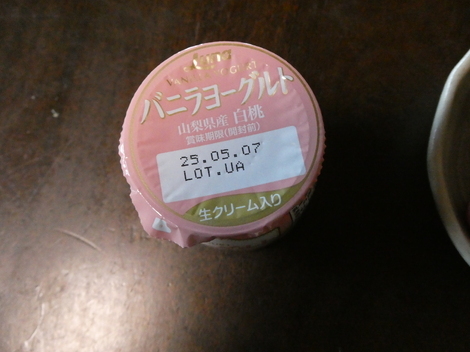 バニラヨーグルト
山梨県産 白桃
賞味期限(開封前)
25.05.07
LOT.UA
生クリーム入り